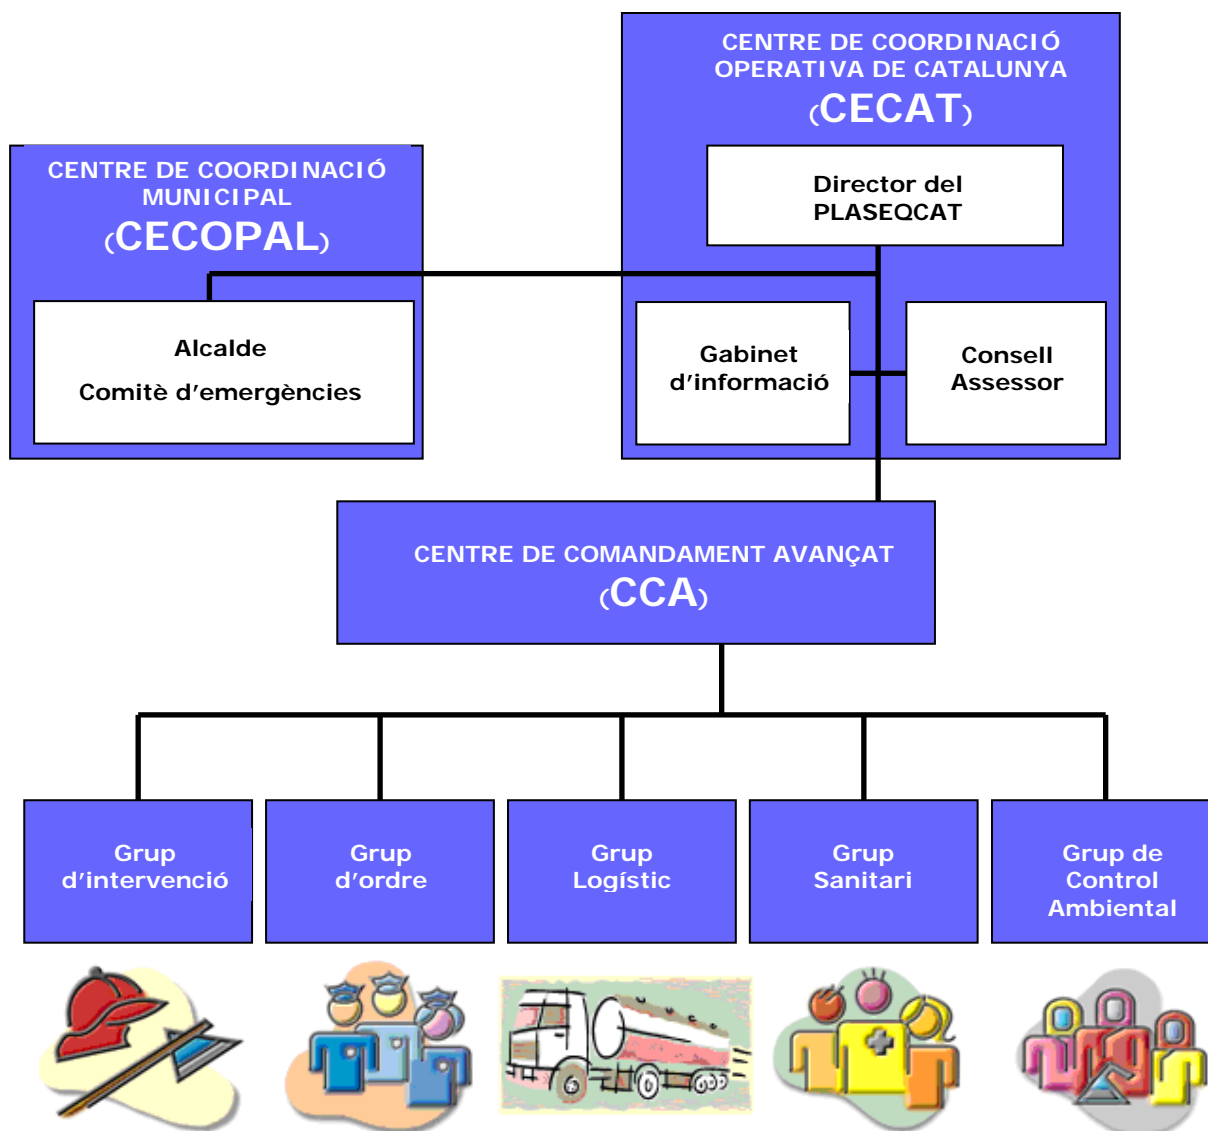 CENTRE DE COORDINACIÓ
OPERATIVA DE CATALUNYA
(CECAT)
Director del
PLASEQCAT
CENTRE DE COORDINACIÓ
MUNICIPAL
(CECOPAL)
Alcalde
Comitè d'emergències
Gabinet
d'informació
Consell
Assessor
CENTRE DE COMANDAMENT AVANÇAT
(CCA)
Grup
d'intervenció
Grup
d'ordre
Grup
Logístic
Grup
Sanitari
Grup de
Control
Ambiental